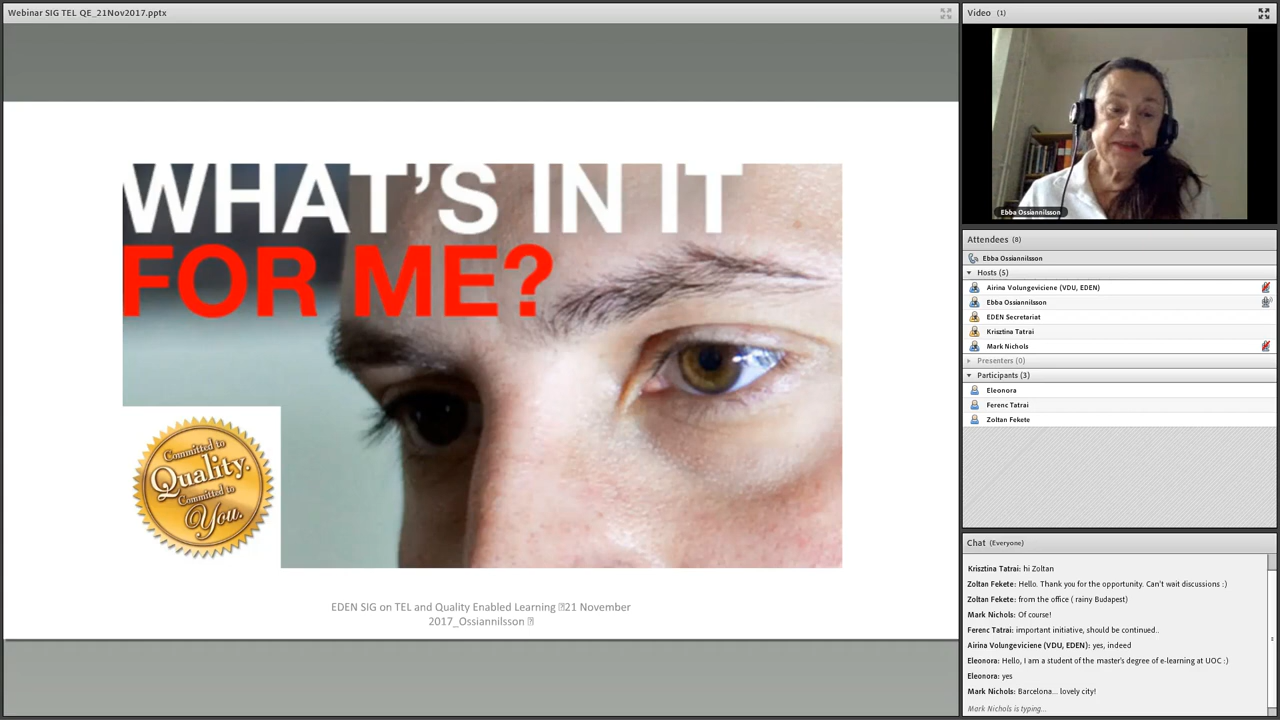 Webinar SIG TEL QE_21Nov2017.pptx
WHAT'S IN IT
FOR ME?
Committed to
Quality.
Committed to
You.
EDEN SIG on TEL and Quality Enabled Learning 21 November
2017_Ossiannilsson
Video (1)
Ebba Ossiannilsson
Attendees (8)
Ebba Ossiannilsson
Hosts (5)
Airina Volungeviciene (VDU, EDEN)
Ebba Ossiannilsson
EDEN Secretariat
Krisztina Tatrai
Mark Nichols
Presenters (0)
Participants (3)
Eleonora
Ferenc Tatrai
Zoltan Fekete
Chat (Everyone)
Krisztina Tatrai: hi Zoltan
Zoltan Fekete: Hello. Thank you for the opportunity. Can't wait discussions :)
Zoltan Fekete: from the office ( rainy Budapest)
Mark Nichols: Of course!
Ferenc Tatrai: important initiative, should be continued..
Airina Volungeviciene (VDU, EDEN): yes, indeed
Eleonora: Hello, I am a student of the master's degree of e-learning at UOC :)
Eleonora: yes
Mark Nichols: Barcelona... lovely city!
Mark Nichols is typing...